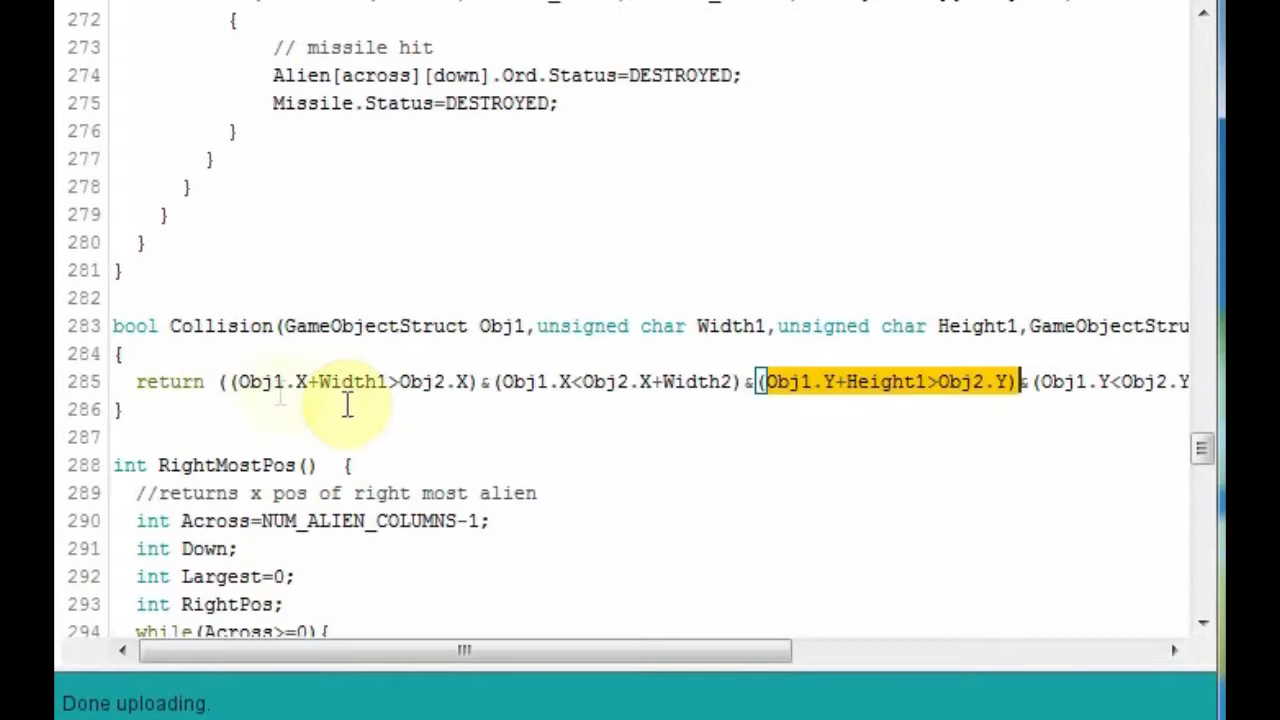 272 {
273 // missile hit
274 Alien[across][down].Ord.Status=DESTROYED;
275 Missile.Status=DESTROYED;
276 }
277 }
278 }
279 }
280 }
281 }
282
283 bool Collision(GameObjectStruct Obj1,unsigned char Width1,unsigned char Height1,GameObjectStru
284 {
285 return ((Obj1.X+Width1>Obj2.X)&(Obj1.X<Obj2.X+Width2)&(Obj1.Y+Height1>Obj2.Y)&(Obj1.Y<Obj2.Y
286 }
287
288 int RightMostPos() {
289 //returns x pos of right most alien
290 int Across=NUM_ALIEN_COLUMNS-1;
291 int Down;
292 int Largest=0;
293 int RightPos;
294 while(Across>=0){
Done uploading.